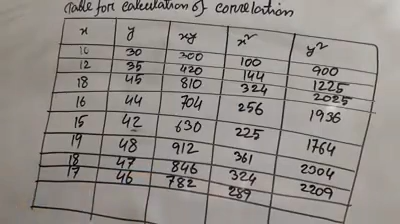 Table for calculation of correlation
x y xy x² y²
10 30 300 100 900
12 35 420 144 1225
18 45 810 324 2025
16 44 704 256 1936
15 42 630 225 1764
19 48 912 361 2304
18 47 846 324 2209
17 46 782 289